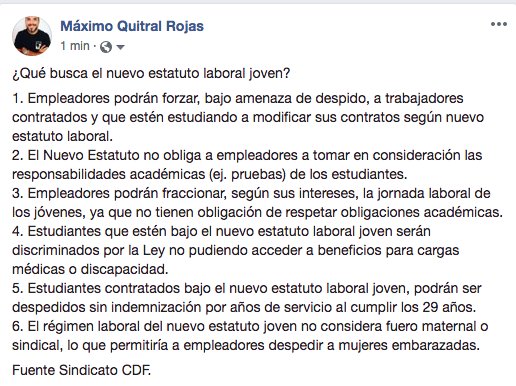 Máximo Quitral Rojas
1 min ·
¿Qué busca el nuevo estatuto laboral joven?
1. Empleadores podrán forzar, bajo amenaza de despido, a trabajadores
contratados y que estén estudiando a modificar sus contratos según nuevo
estatuto laboral.
2. El Nuevo Estatuto no obliga a empleadores a tomar en consideración las
responsabilidades académicas (ej. pruebas) de los estudiantes.
3. Empleadores podrán fraccionar, según sus intereses, la jornada laboral de
los jóvenes, ya que no tienen obligación de respetar obligaciones académicas.
4. Estudiantes que estén bajo el nuevo estatuto laboral joven serán
discriminados por la Ley no pudiendo acceder a beneficios para cargas
médicas o discapacidad.
5. Estudiantes contratados bajo el nuevo estatuto laboral joven, podrán ser
despedidos sin indemnización por años de servicio al cumplir los 29 años.
6. El régimen laboral del nuevo estatuto joven no considera fuero maternal o
sindical, lo que permitiría a empleadores despedir a mujeres embarazadas.
Fuente Sindicato CDF.